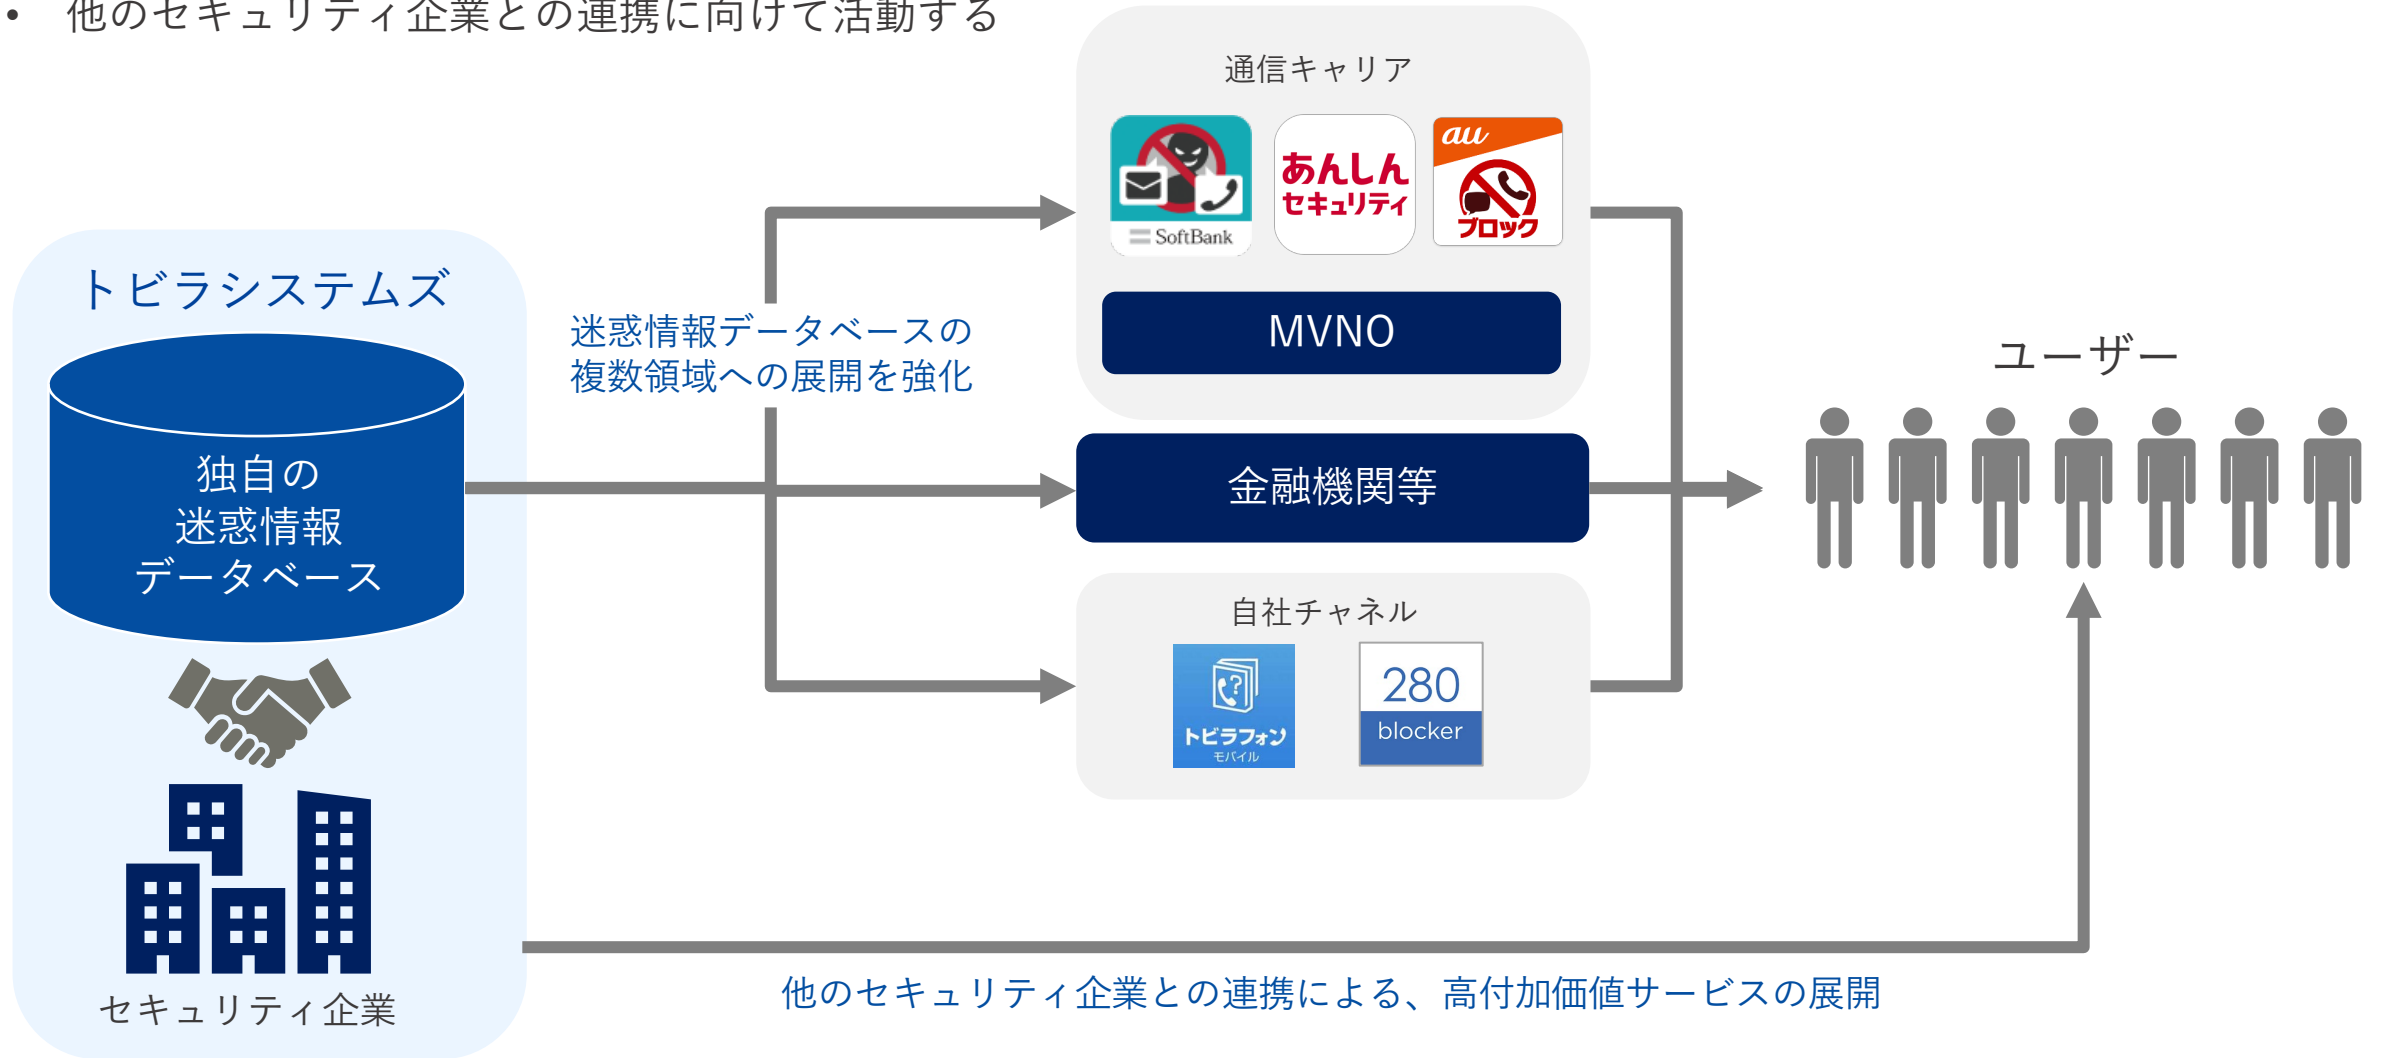 • 他のセキュリティ企業との連携に向けて活動する
通信キャリア
SoftBank
あんしん
セキュリティ
au
ブロック
MVNO
トビラシステムズ
独自の
迷惑情報
データベース
セキュリティ企業
迷惑情報データベースの
複数領域への展開を強化
金融機関等
自社チャネル
トビラフォン
モバイル
280
blocker
ユーザー
他のセキュリティ企業との連携による、高付加価値サービスの展開